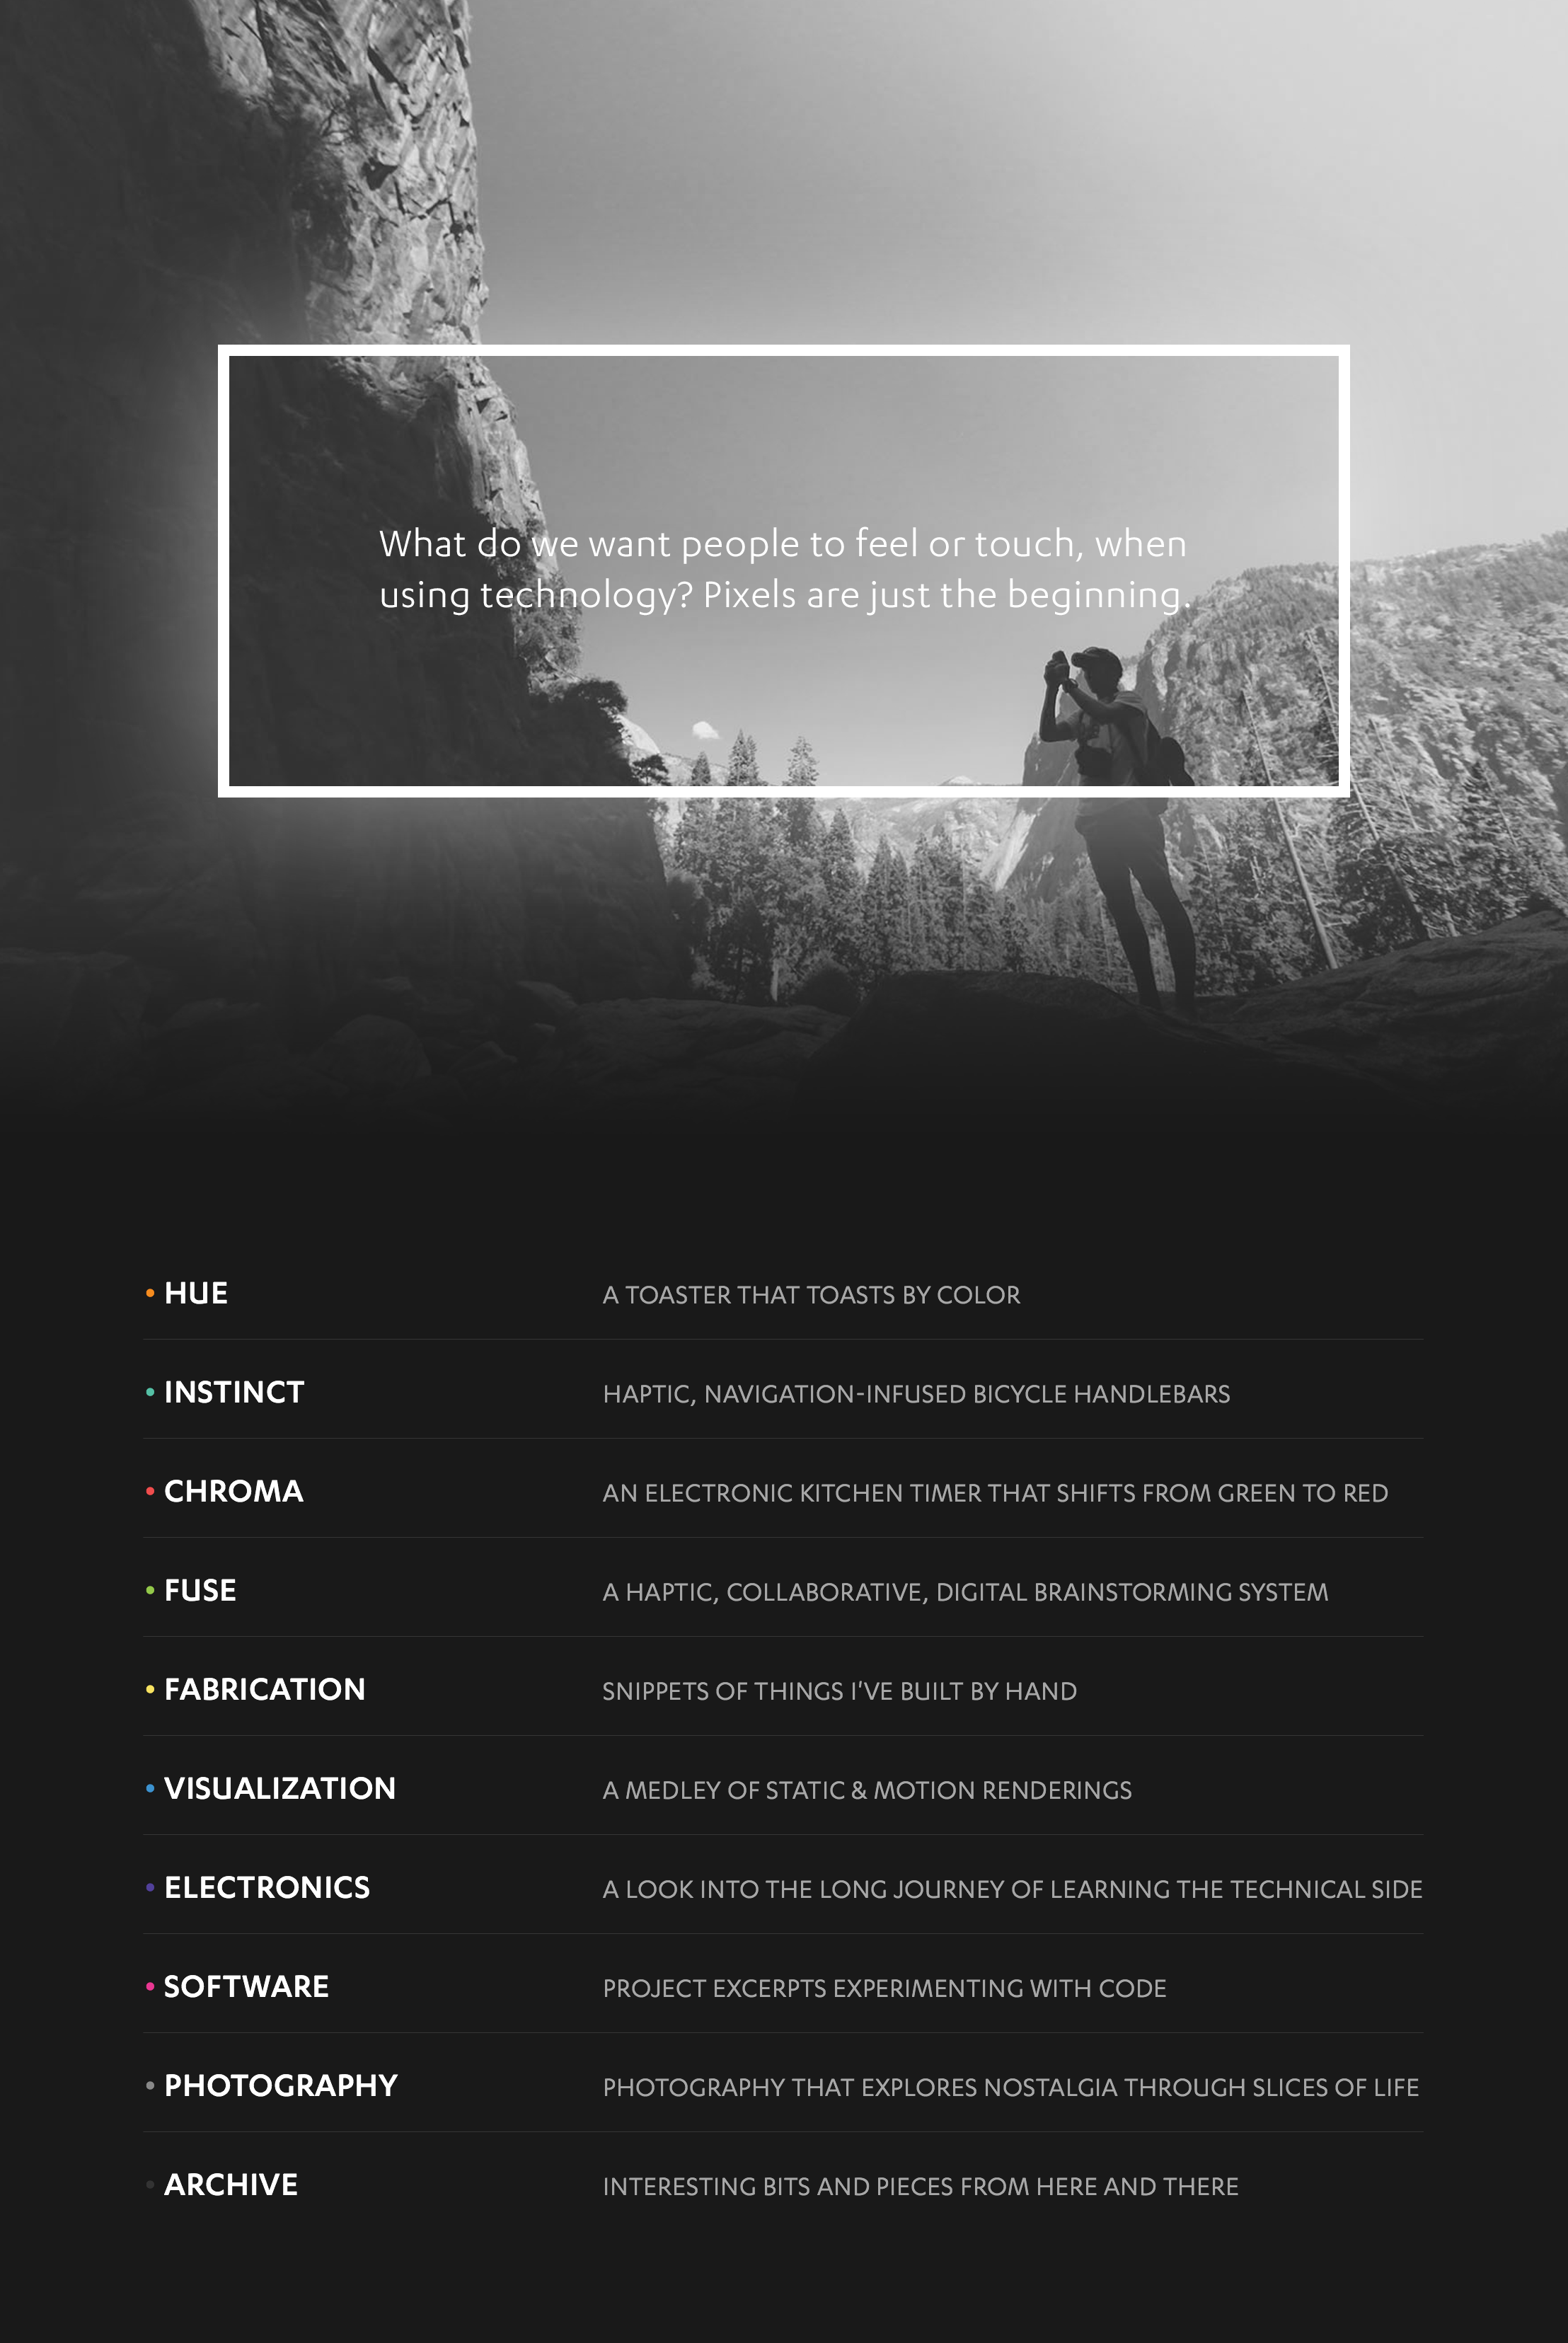 What do we want people to feel or touch, when
using technology? Pixels are just the beginning.
• HUE A TOASTER THAT TOASTS BY COLOR
• INSTINCT HAPTIC, NAVIGATION-INFUSED BICYCLE HANDLEBARS
• CHROMA AN ELECTRONIC KITCHEN TIMER THAT SHIFTS FROM GREEN TO RED
• FUSE A HAPTIC, COLLABORATIVE, DIGITAL BRAINSTORMING SYSTEM
• FABRICATION SNIPPETS OF THINGS I'VE BUILT BY HAND
• VISUALIZATION A MEDLEY OF STATIC & MOTION RENDERINGS
• ELECTRONICS A LOOK INTO THE LONG JOURNEY OF LEARNING THE TECHNICAL SIDE
• SOFTWARE PROJECT EXCERPTS EXPERIMENTING WITH CODE
• PHOTOGRAPHY PHOTOGRAPHY THAT EXPLORES NOSTALGIA THROUGH SLICES OF LIFE
• ARCHIVE INTERESTING BITS AND PIECES FROM HERE AND THERE